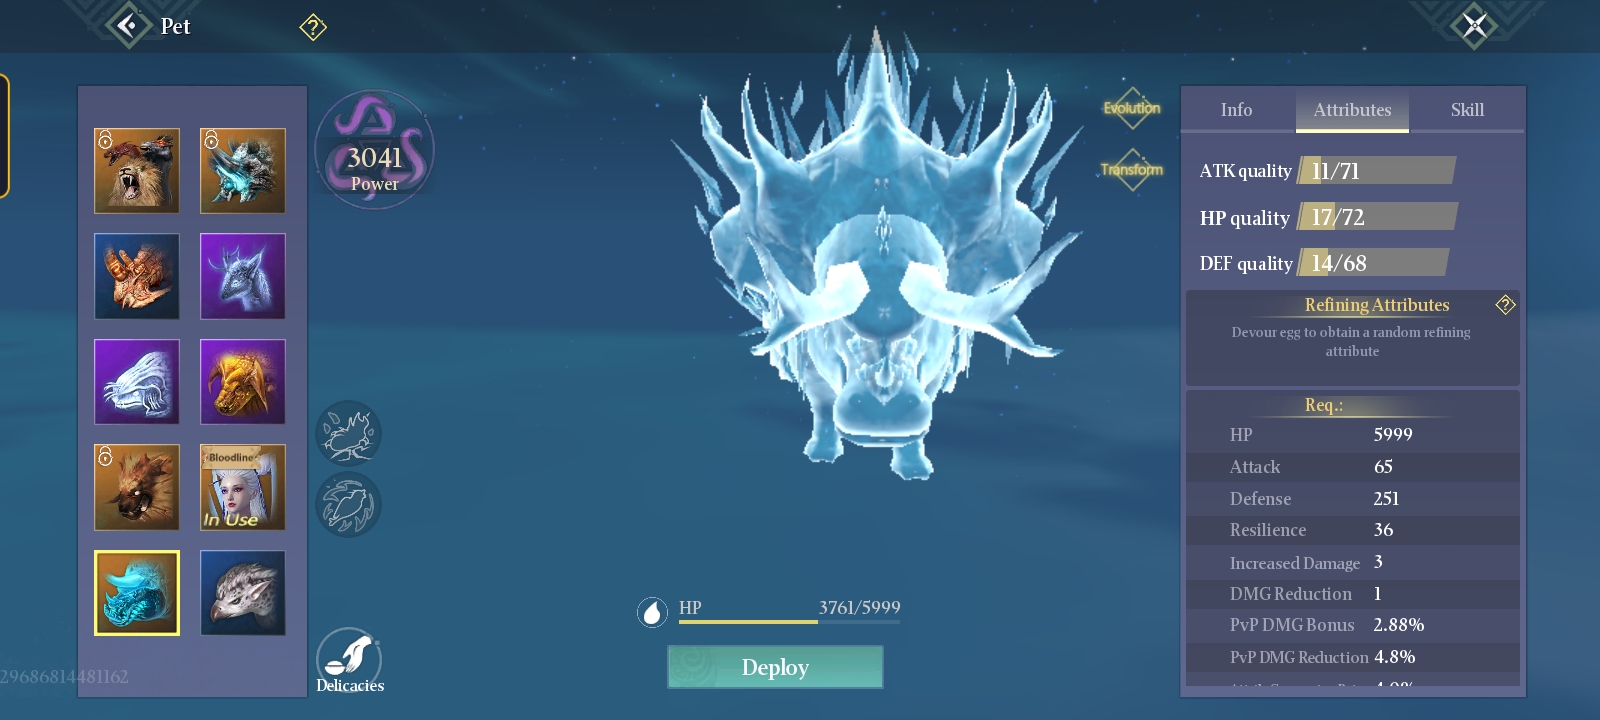 Pet
?
3041
Power
Bloodline
In Use
Delicacies
29686814481162
HP 3761/5999
Deploy
Evolution
Transform
Info Attributes Skill
ATK quality 11/71
HP quality 17/72
DEF quality 14/68
Refining Attributes ?
Devour egg to obtain a random refining
attribute
Req.:
HP 5999
Attack 65
Defense 251
Resilience 36
Increased Damage 3
DMG Reduction 1
PvP DMG Bonus 2.88%
PvP DMG Reduction 4.8%